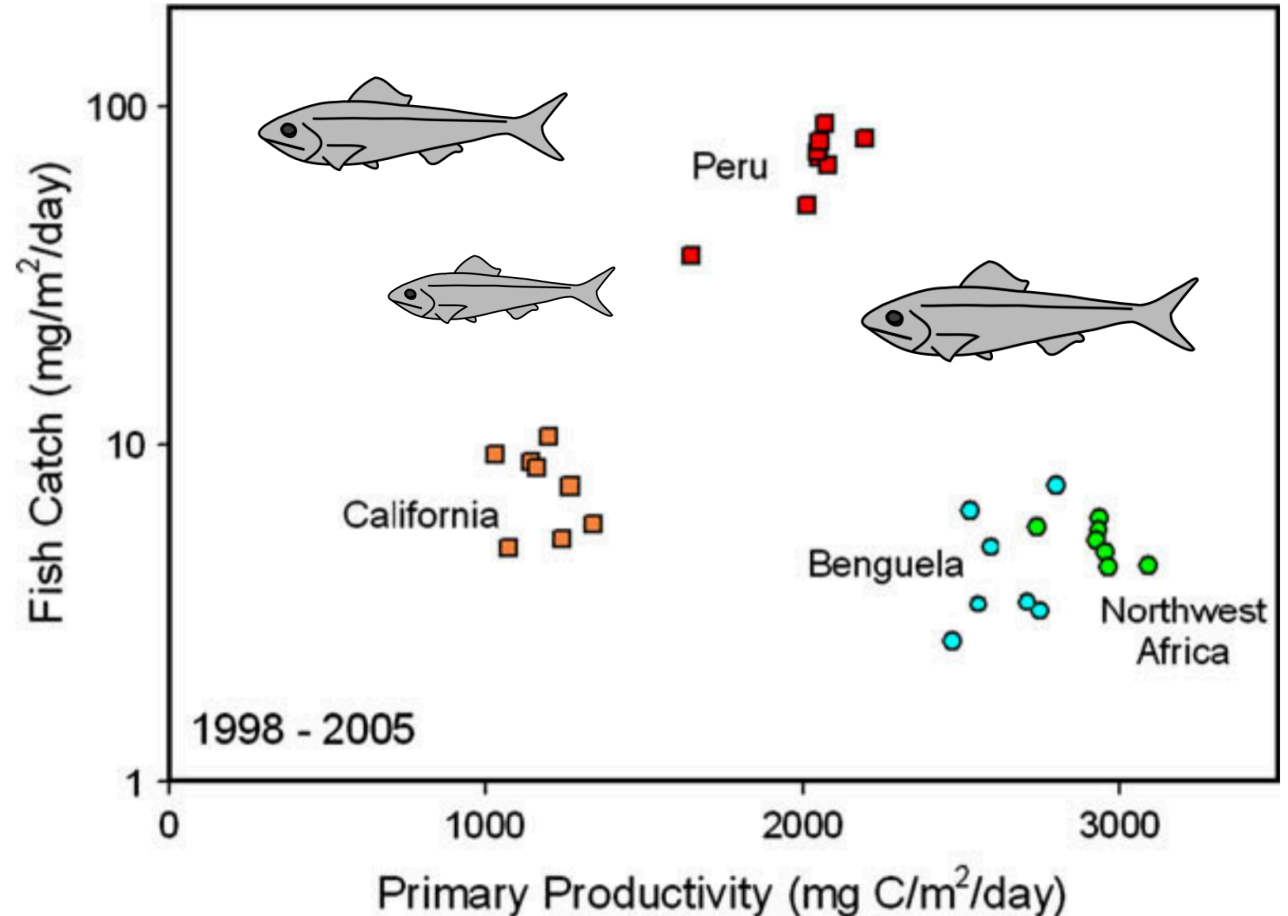 Fish Catch (mg/m²/day)
100
10
1
Peru
California
Benguela
Northwest
Africa
1998 - 2005
0
1000
2000
3000
Primary Productivity (mg C/m²/day)